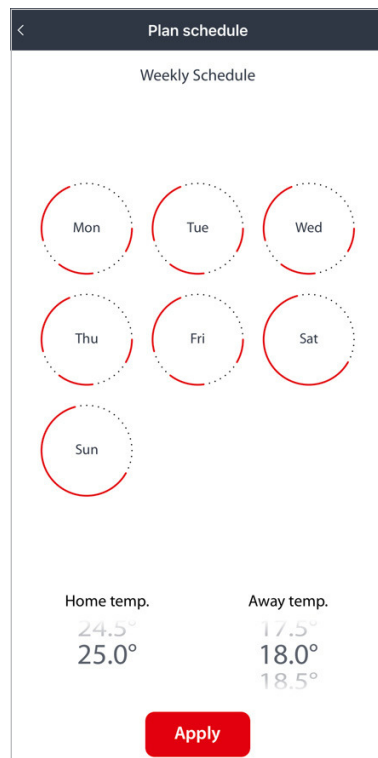 Plan schedule
Weekly Schedule
Mon
Tue
Wed
Thu
Fri
Sat
Sun
Home temp.
Away temp.
24.5°
17.5°
25.0°
18.0°
18.5°
Apply